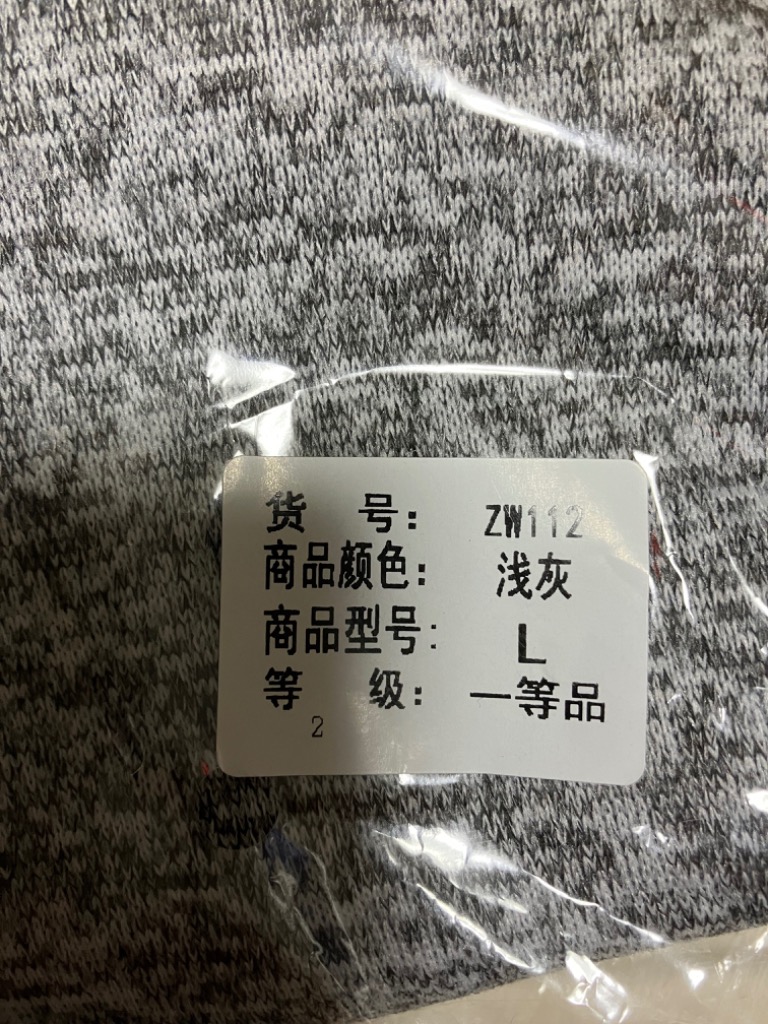 货 号: ZW112
商品颜色: 浅灰
商品型号: L
等 级: 一等品
2